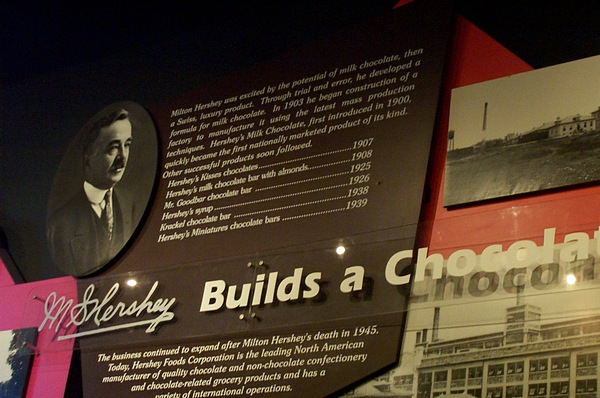 Milton Hershey was excited by the potential of milk chocolate, then
a Swiss, luxury product. Through trial and error, he developed a
formula for milk chocolate. In 1903 he began construction of a
factory to manufacture it using the latest mass production
techniques. Hershey's Milk Chocolate, first introduced in 1900,
quickly became the first nationally marketed product of its kind.
Other successful products soon followed.
Hershey's Kisses chocolates ........................................1907
Hershey's milk chocolate bar with almonds....................1908
Mr. Goodbar chocolate bar ........................................1925
Hershey's syrup ........................................1926
Krackel chocolate bar ........................................1938
Hershey's Miniatures chocolate bars ..........................1939
M.S. Hershey
Builds a Chocolat
The business continued to expand after Milton Hershey's death in 1945.
Today, Hershey Foods Corporation is the leading North American
manufacturer of quality chocolate and non-chocolate confectionery
and chocolate-related grocery products and has a
variety of international operations.